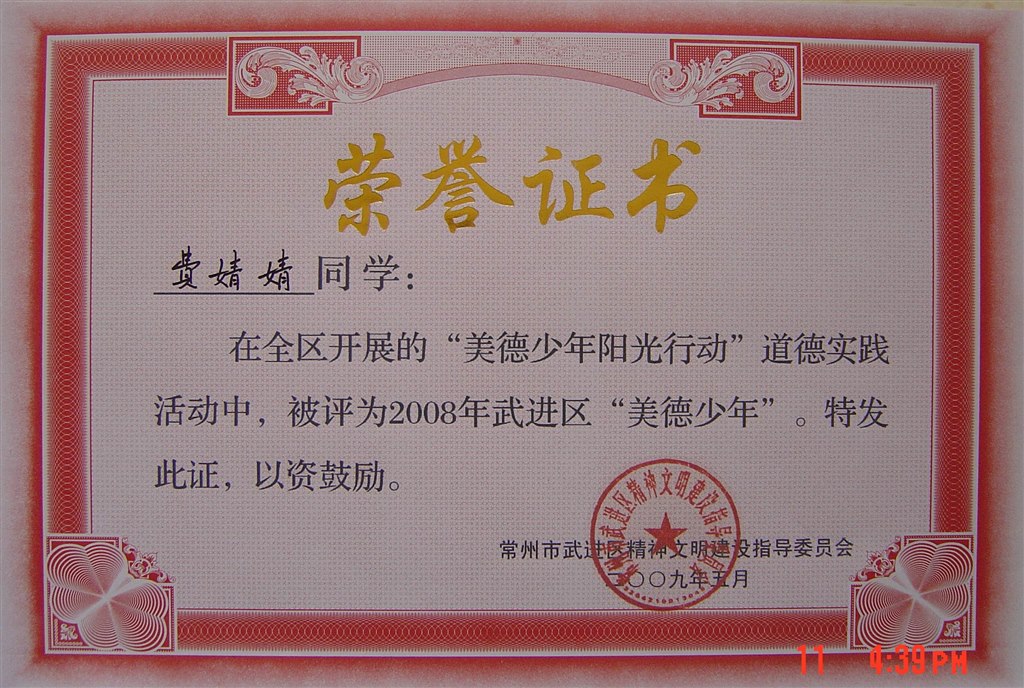 荣誉证书
费婧婧 同学：
在全区开展的“美德少年阳光行动”道德实践
活动中，被评为2008年武进区“美德少年”。特发
此证，以资鼓励。
常州市武进区精神文明建设指导委员会
二〇〇九年五月
11 4:39PM